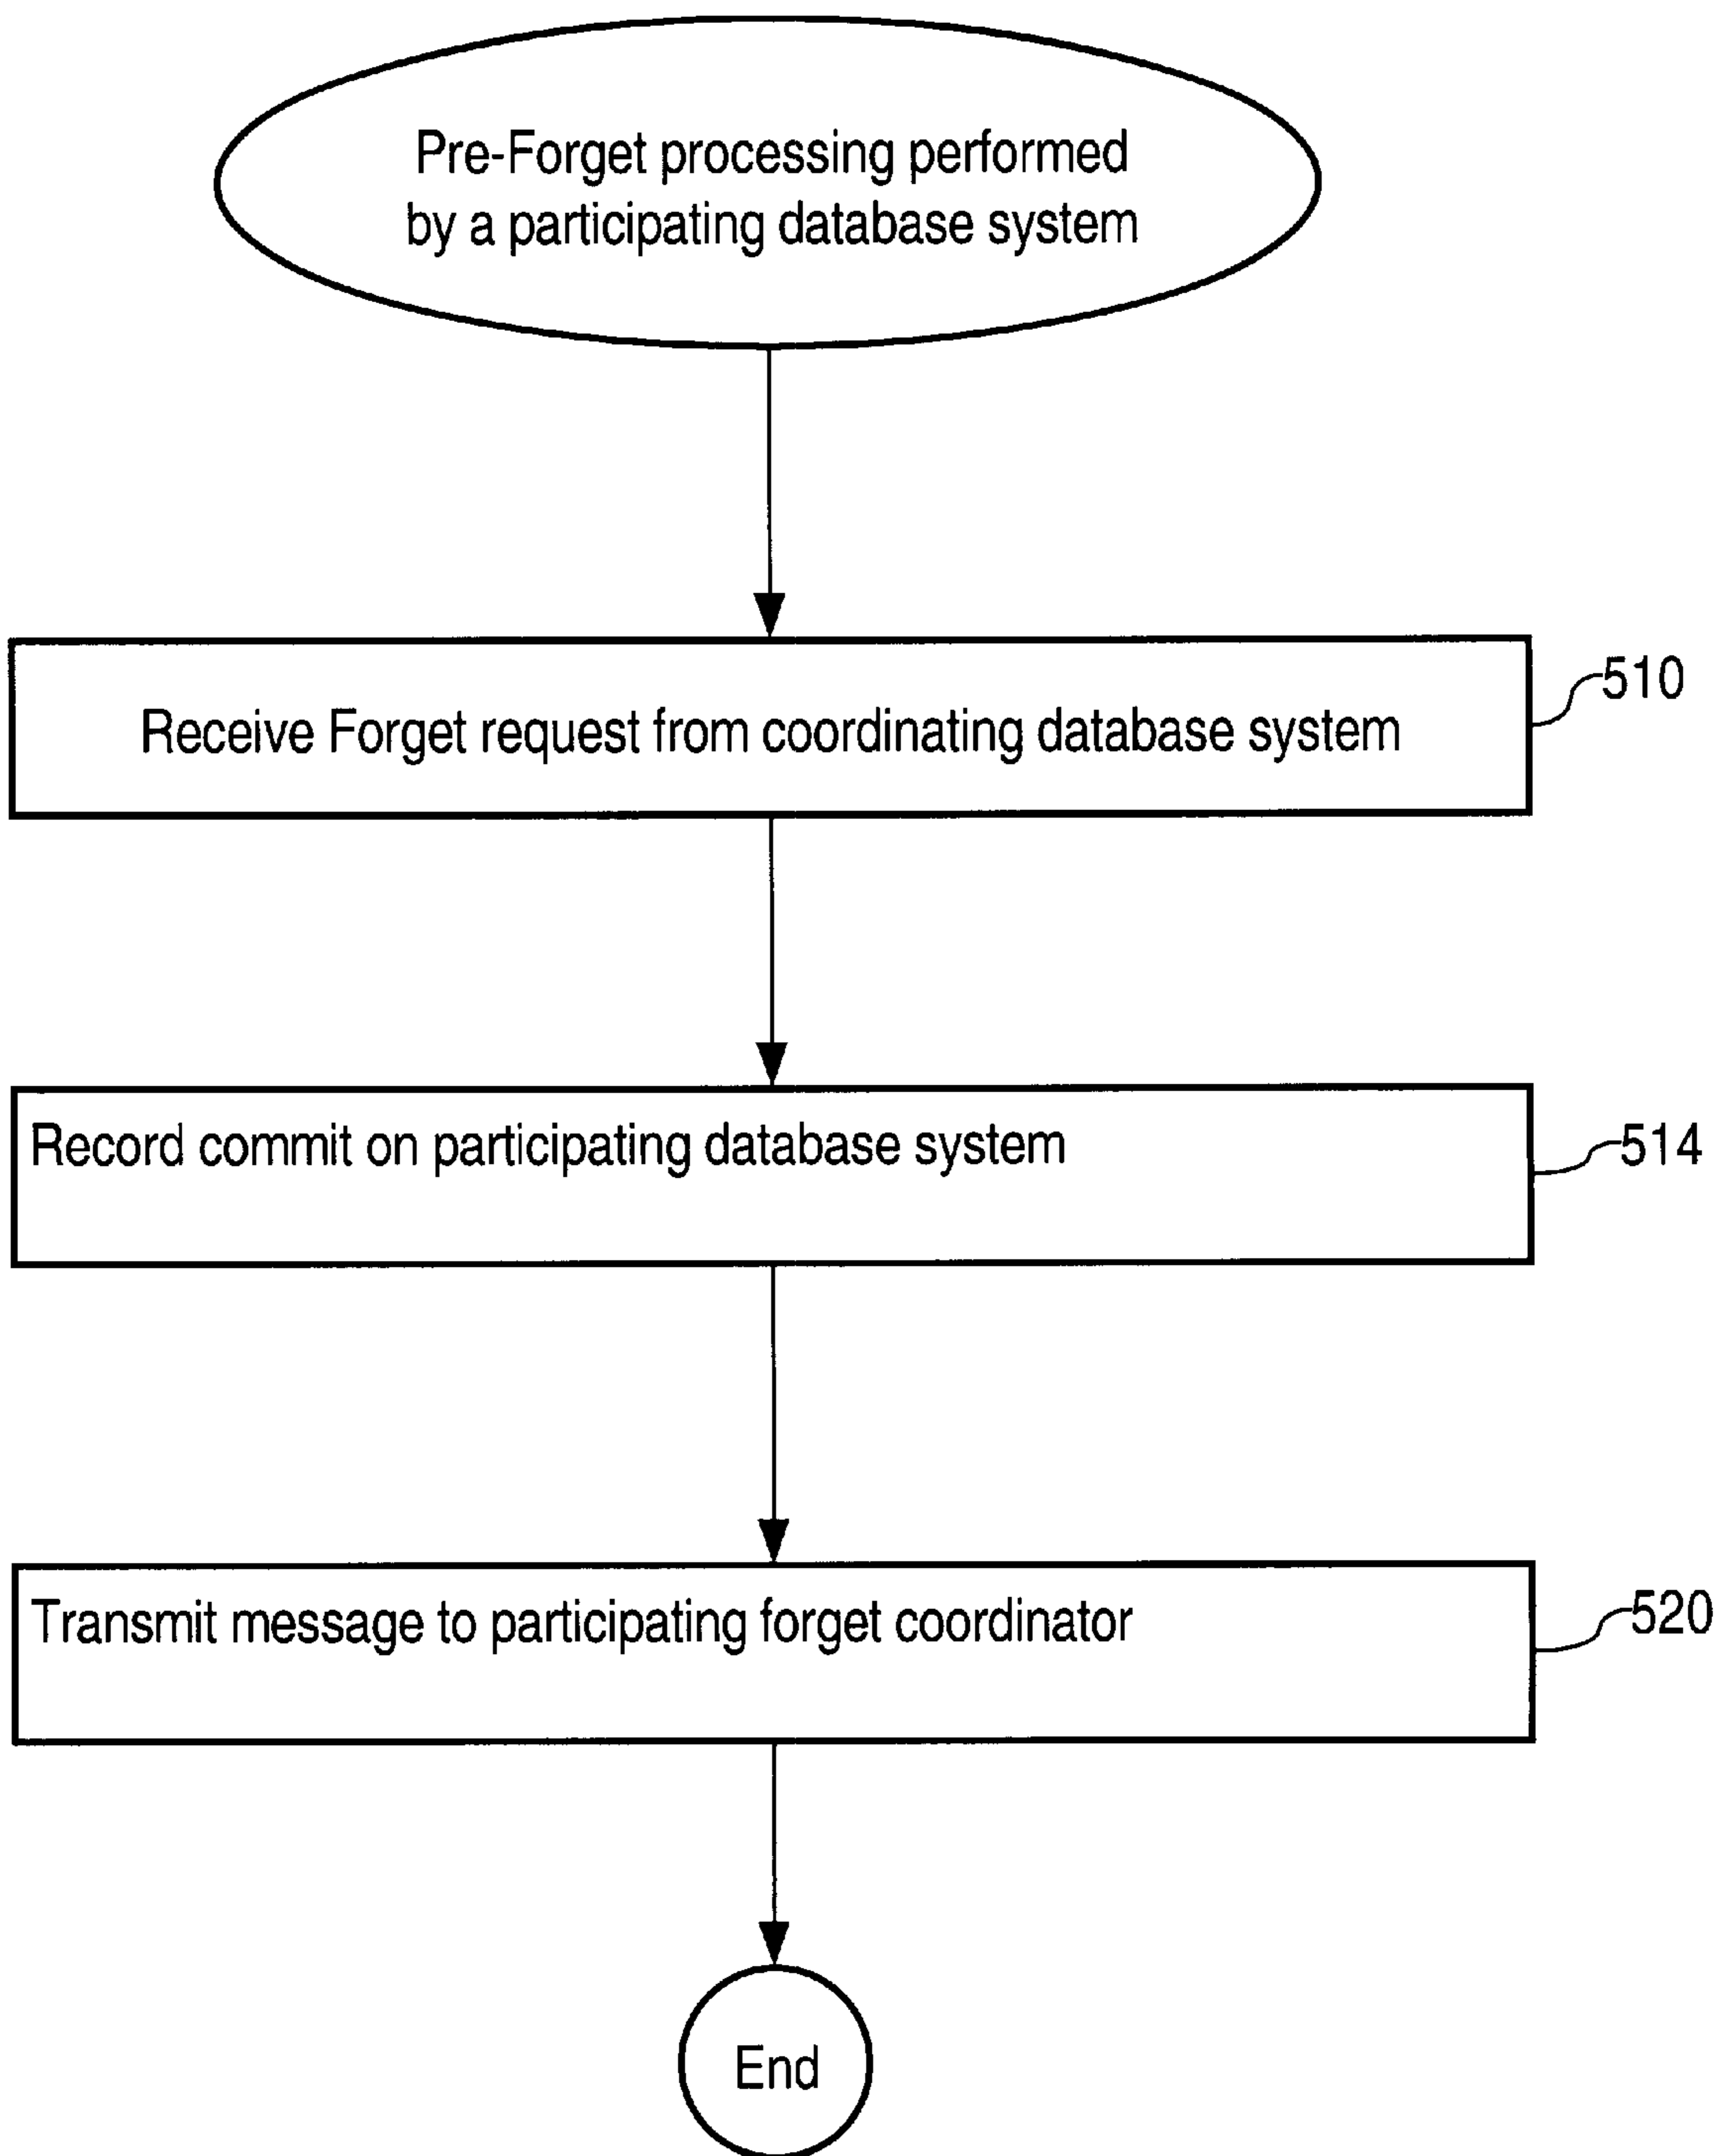 Pre-Forget processing performed
by a participating database system
Receive Forget request from coordinating database system
510
Record commit on participating database system
514
Transmit message to participating forget coordinator
520
End